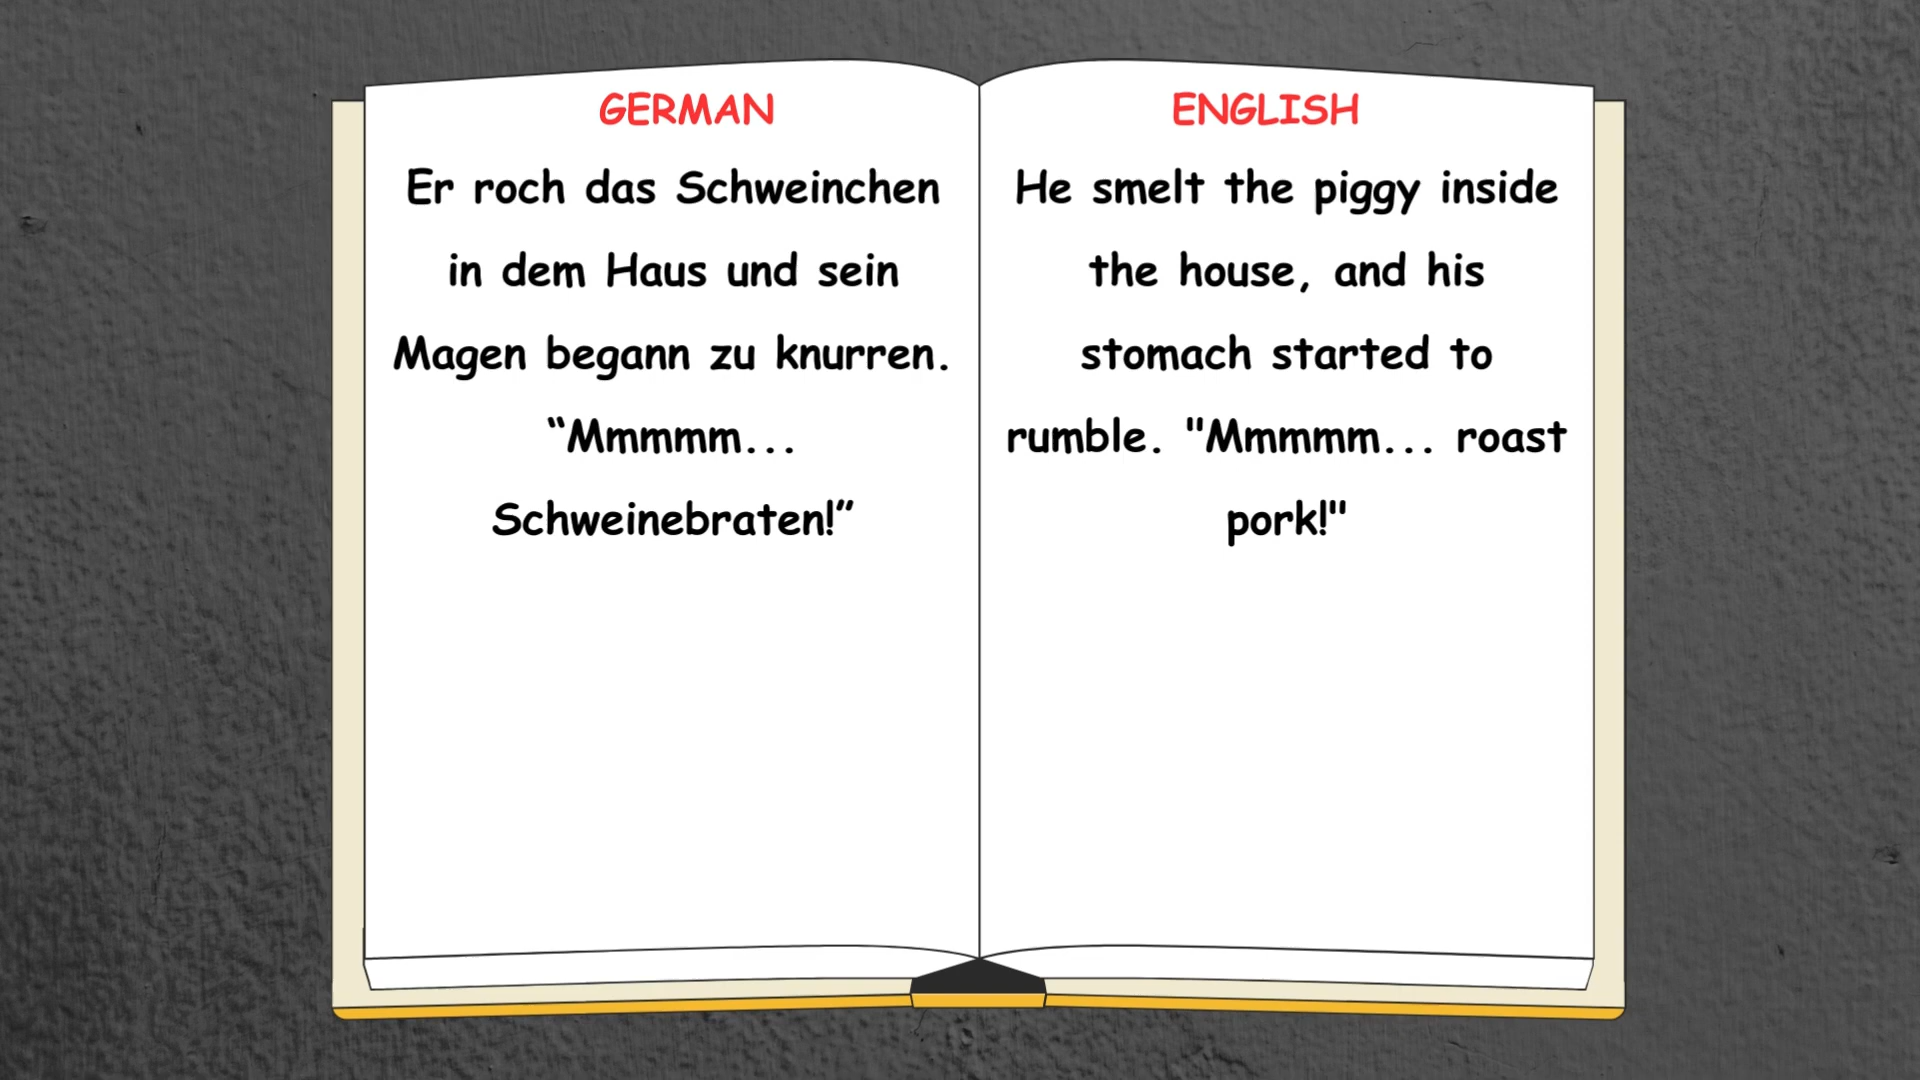 GERMAN
Er roch das Schweinchen
in dem Haus und sein
Magen begann zu knurren.
“Mmmmm...
Schweinebraten!”
ENGLISH
He smelt the piggy inside
the house, and his
stomach started to
rumble. "Mmmmm... roast
pork!"